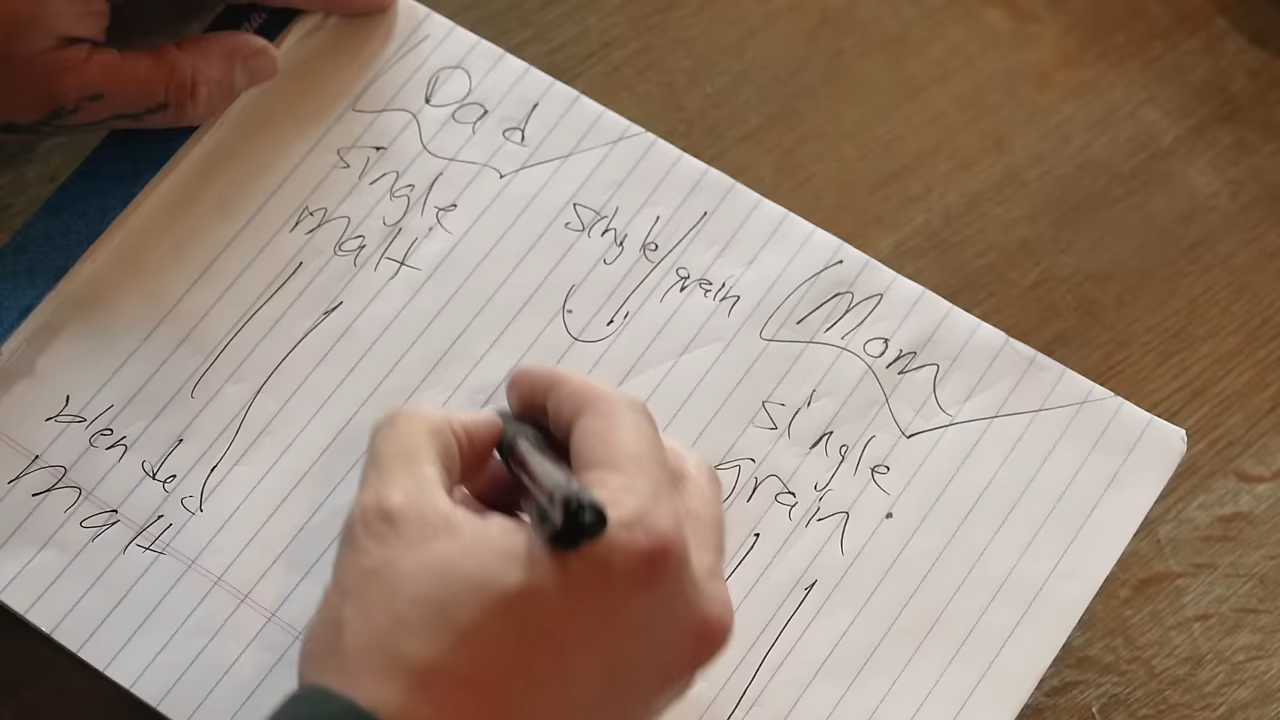 Dad
single
malt
blended
malt
single/grain
Mom
single
grain